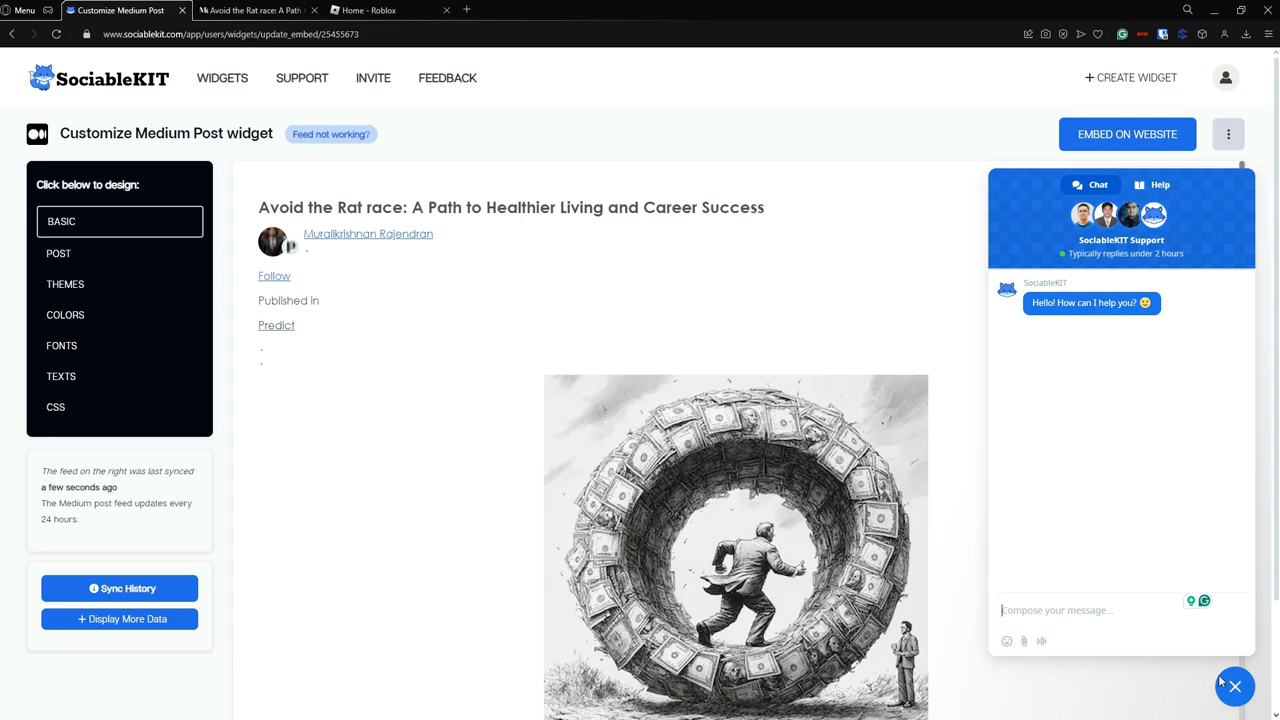 Menu
Customize Medium Post
Avoid the Rat race: A Path
Home - Roblox
www.sociablekit.com/app/users/widgets/update_embed/25455673
SociableKIT
WIDGETS
SUPPORT
INVITE
FEEDBACK
+ CREATE WIDGET
Customize Medium Post widget
Feed not working?
EMBED ON WEBSITE
Click below to design:
BASIC
POST
THEMES
COLORS
FONTS
TEXTS
CSS
The feed on the right was last synced
a few seconds ago
The Medium post feed updates every
24 hours.
Sync History
+ Display More Data
Avoid the Rat race: A Path to Healthier Living and Career Success
Muralikrishnan Rajendran
·
Follow
Published in
Predict
·
·
Chat
Help
SociableKIT Support
Typically replies under 2 hours
SociableKIT
Hello! How can I help you? 🙂
Compose your message...